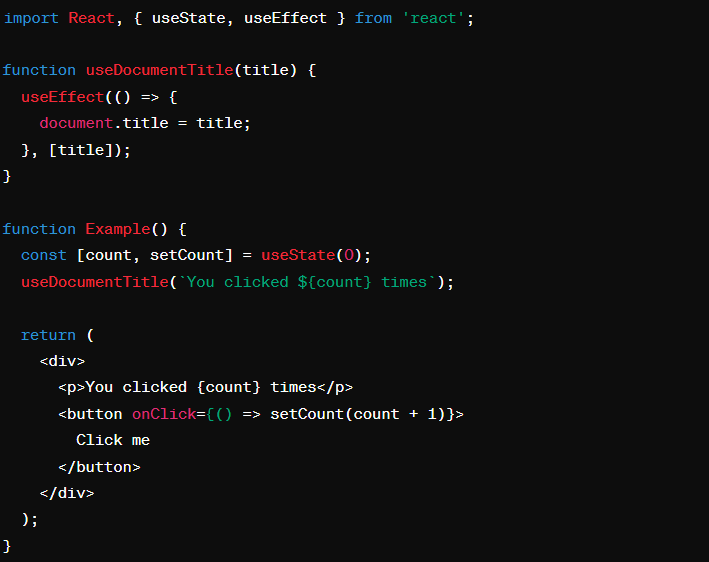 import React, { useState, useEffect } from 'react';
function useDocumentTitle(title) {
  useEffect(() => {
    document.title = title;
  }, [title]);
}
function Example() {
  const [count, setCount] = useState(0);
  useDocumentTitle(`You clicked ${count} times`);
  return (
    <div>
      <p>You clicked {count} times</p>
      <button onClick={() => setCount(count + 1)}>
        Click me
      </button>
    </div>
  );
}